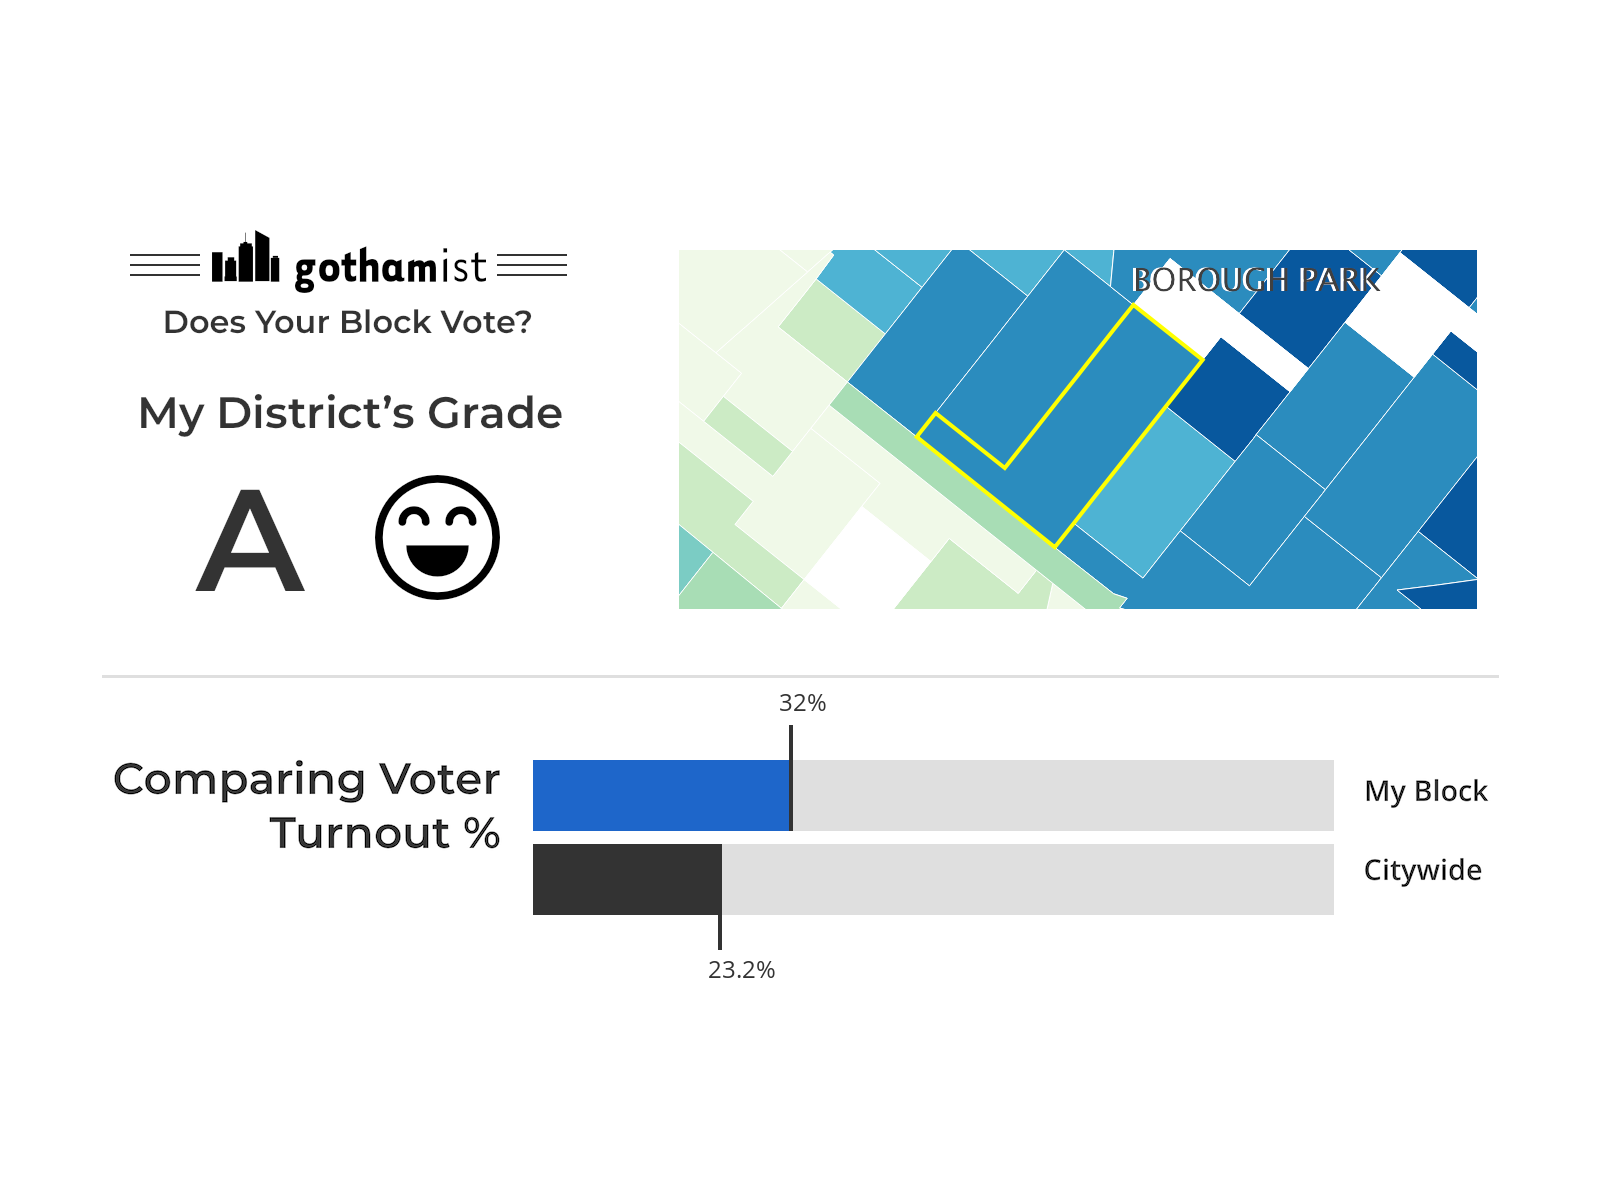 gothamist
Does Your Block Vote?
My District’s Grade
A
BOROUGH PARK
32%
Comparing Voter
Turnout %
My Block
Citywide
23.2%